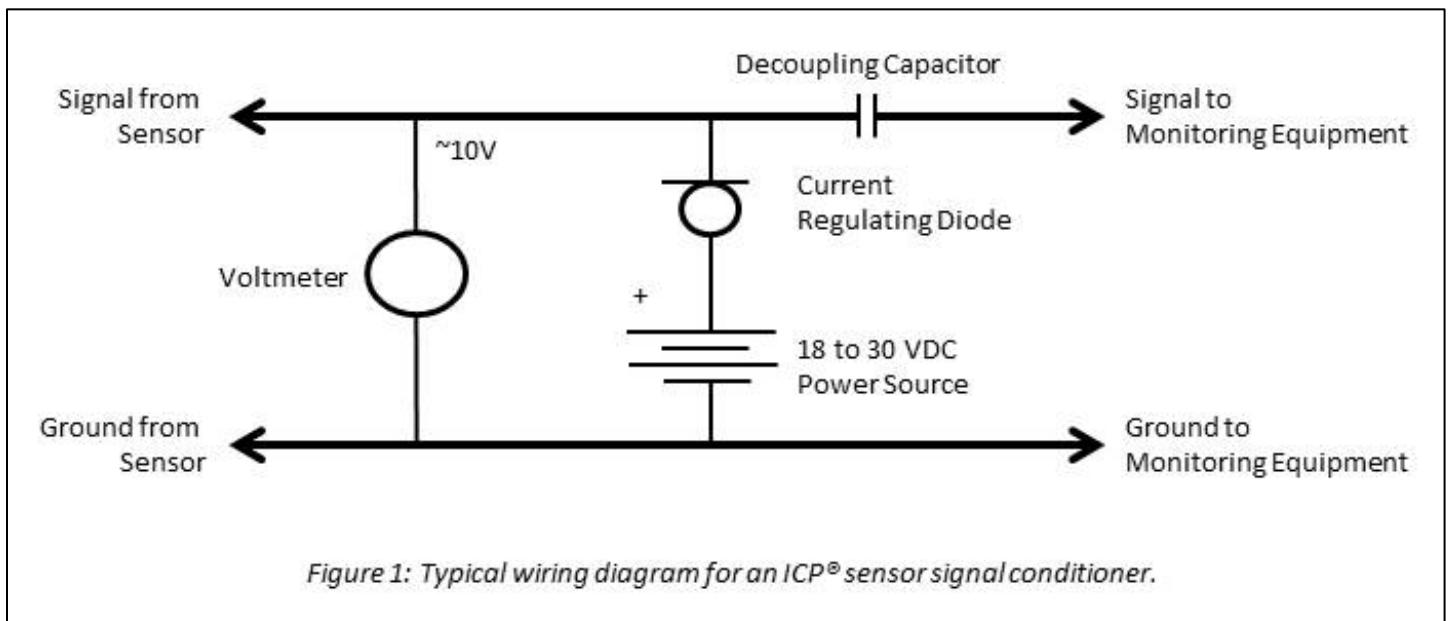 Decoupling Capacitor
Signal from
Sensor
Signal to
Monitoring Equipment
~10V
Current
Regulating Diode
Voltmeter
+
18 to 30 VDC
Power Source
Ground from
Sensor
Ground to
Monitoring Equipment
Figure 1: Typical wiring diagram for an ICP® sensor signal conditioner.